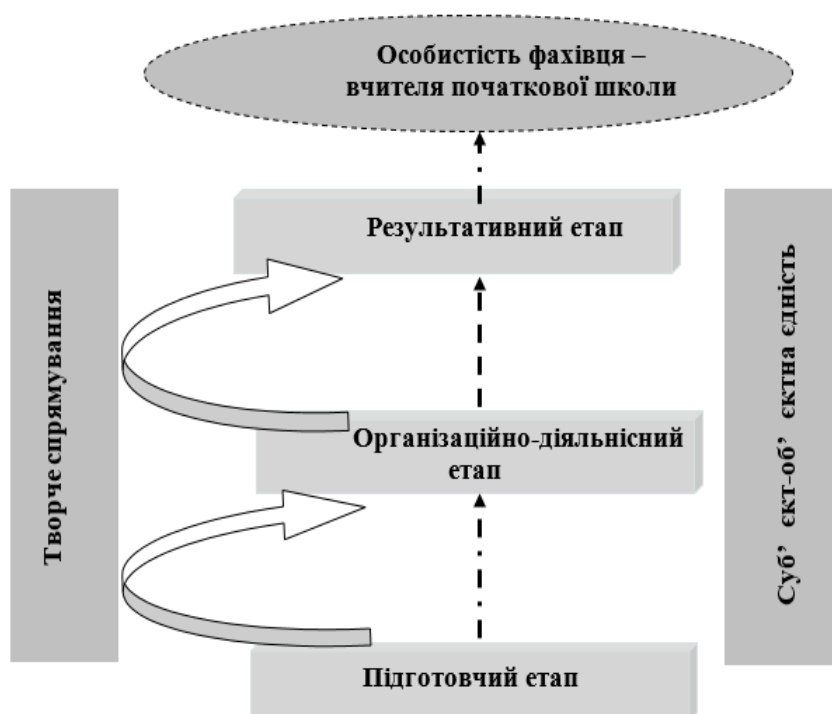 Особистість фахівця –
вчителя початкової школи
Результативний етап
Творче спрямування
Суб’ єкт-об’ єктна єдність
Організаційно-діяльнісний
етап
Підготовчий етап